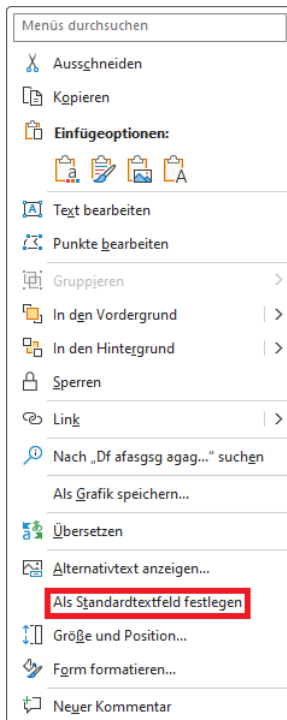 Menüs durchsuchen
Ausschneiden
Kopieren
Einfügeoptionen:
Text bearbeiten
Punkte bearbeiten
Gruppieren
In den Vordergrund
In den Hintergrund
Sperren
Link
Nach „Df afasgsg agag..." suchen
Als Grafik speichern...
Übersetzen
Alternativtext anzeigen...
Als Standardtextfeld festlegen
Größe und Position...
Form formatieren...
Neuer Kommentar